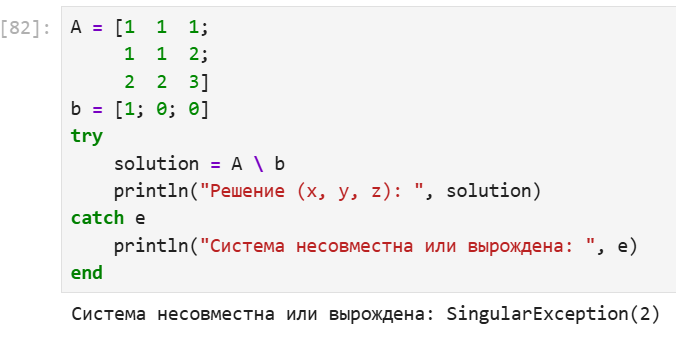 [82]: A = [1  1  1;
     1  1  2;
     2  2  3]
b = [1; 0; 0]
try
    solution = A \ b
    println("Решение (x, y, z): ", solution)
catch e
    println("Система несовместна или вырождена: ", e)
end
Система несовместна или вырождена: SingularException(2)